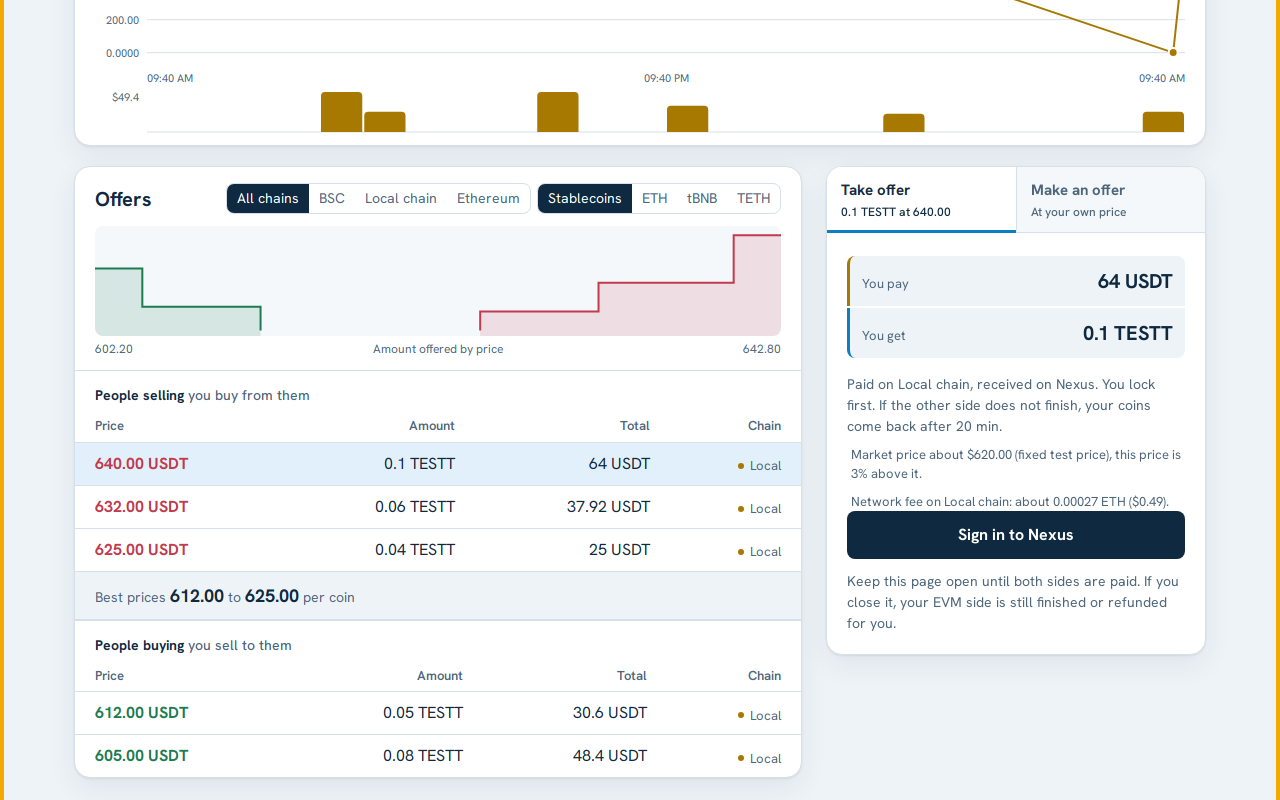 200.00
0.0000
09:40 AM 09:40 PM 09:40 AM
$49.4
Offers
All chains BSC Local chain Ethereum
Stablecoins ETH tBNB TETH
602.20 Amount offered by price 642.80
People selling you buy from them
Price Amount Total Chain
640.00 USDT 0.1 TESTT 64 USDT Local
632.00 USDT 0.06 TESTT 37.92 USDT Local
625.00 USDT 0.04 TESTT 25 USDT Local
Best prices 612.00 to 625.00 per coin
People buying you sell to them
Price Amount Total Chain
612.00 USDT 0.05 TESTT 30.6 USDT Local
605.00 USDT 0.08 TESTT 48.4 USDT Local
Take offer
0.1 TESTT at 640.00
Make an offer
At your own price
You pay 64 USDT
You get 0.1 TESTT
Paid on Local chain, received on Nexus. You lock
first. If the other side does not finish, your coins
come back after 20 min.
Market price about $620.00 (fixed test price), this price is
3% above it.
Network fee on Local chain: about 0.00027 ETH ($0.49).
Sign in to Nexus
Keep this page open until both sides are paid. If you
close it, your EVM side is still finished or refunded
for you.